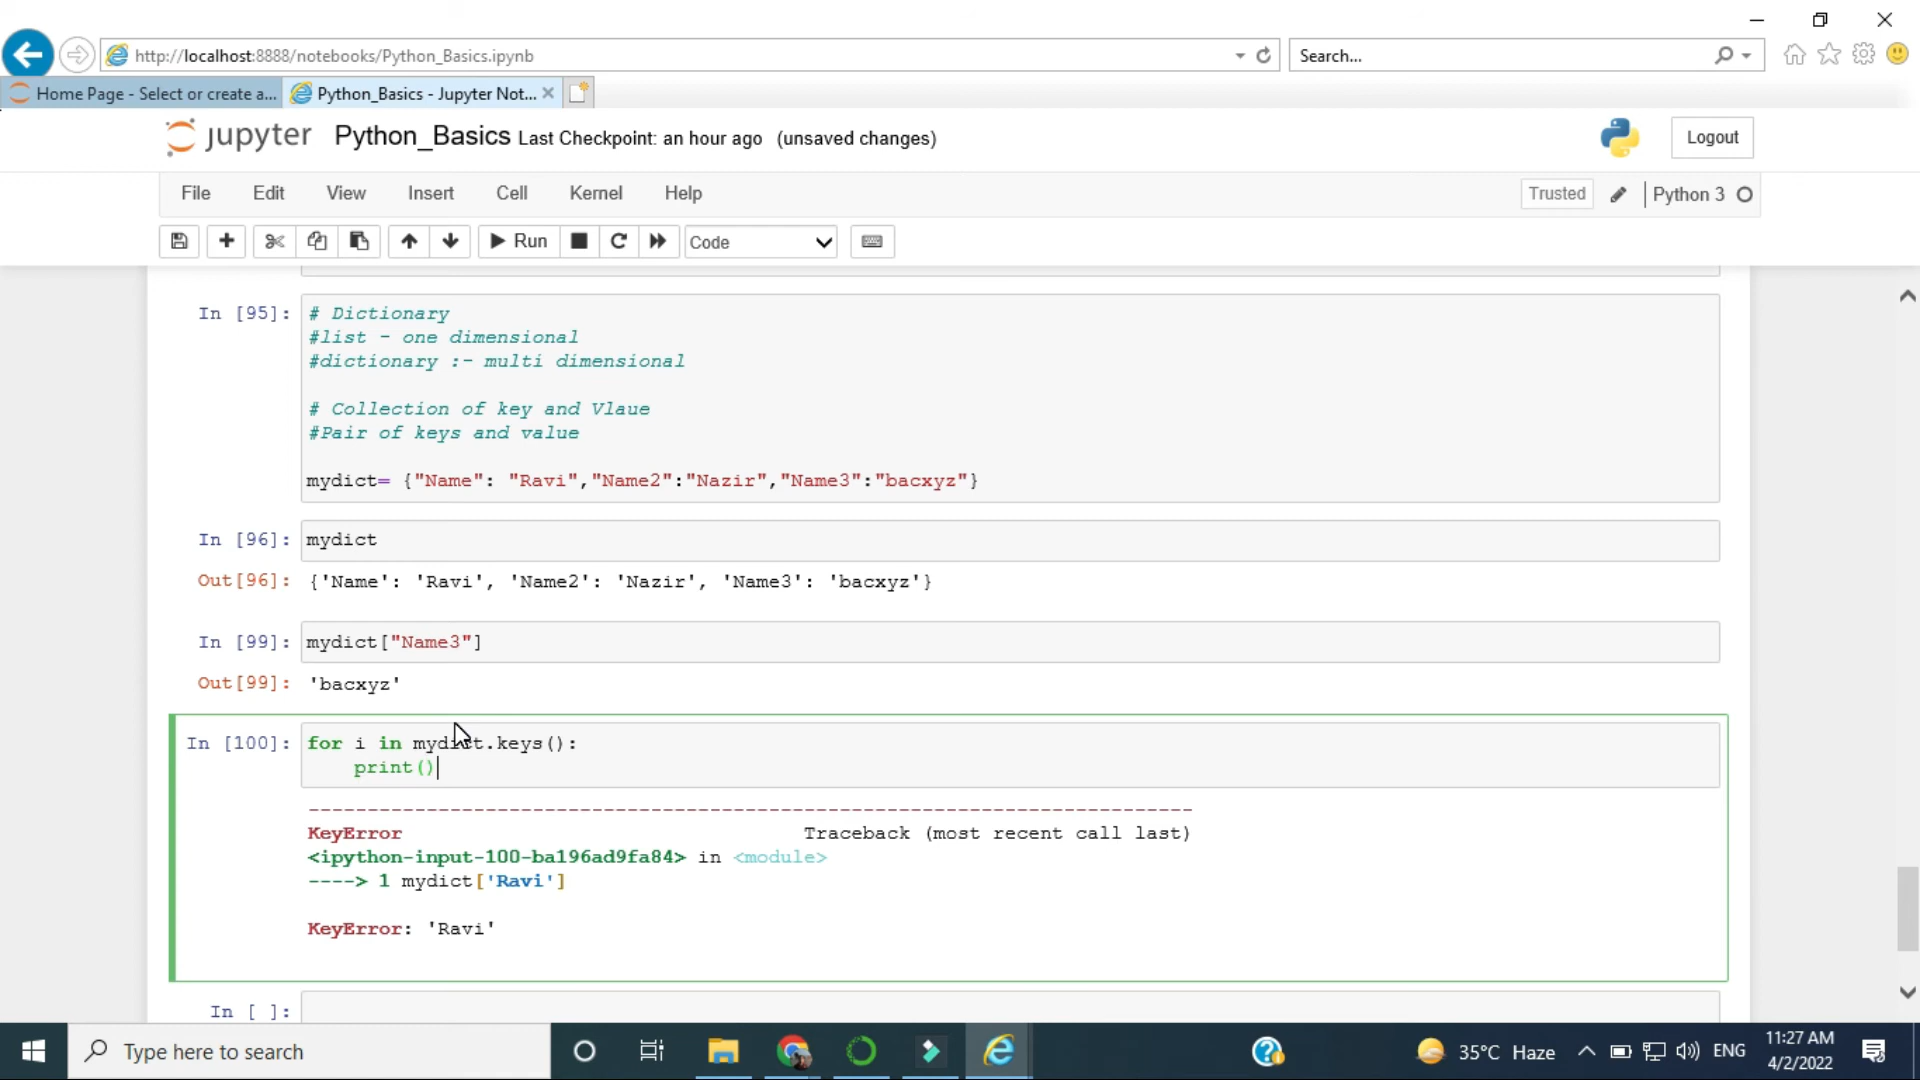 http://localhost:8888/notebooks/Python_Basics.ipynb
Search...
Home Page - Select or create a...
Python_Basics - Jupyter Not...
jupyter Python_Basics Last Checkpoint: an hour ago (unsaved changes)
Logout
File Edit View Insert Cell Kernel Help
Trusted
Python 3
Run
Code
In [95]:
# Dictionary
#list - one dimensional
#dictionary :- multi dimensional
# Collection of key and Vlaue
#Pair of keys and value
mydict= {"Name": "Ravi","Name2":"Nazir","Name3":"bacxyz"}
In [96]: mydict
Out[96]: {'Name': 'Ravi', 'Name2': 'Nazir', 'Name3': 'bacxyz'}
In [99]: mydict["Name3"]
Out[99]: 'bacxyz'
In [100]: for i in mydict.keys():
print()
--------------------------------------------------------------------------- 
KeyError Traceback (most recent call last)
<ipython-input-100-ba196ad9fa84> in <module>
----> 1 mydict['Ravi']
KeyError: 'Ravi'
In [ ]:
Type here to search
35°C Haze
ENG
11:27 AM
4/2/2022